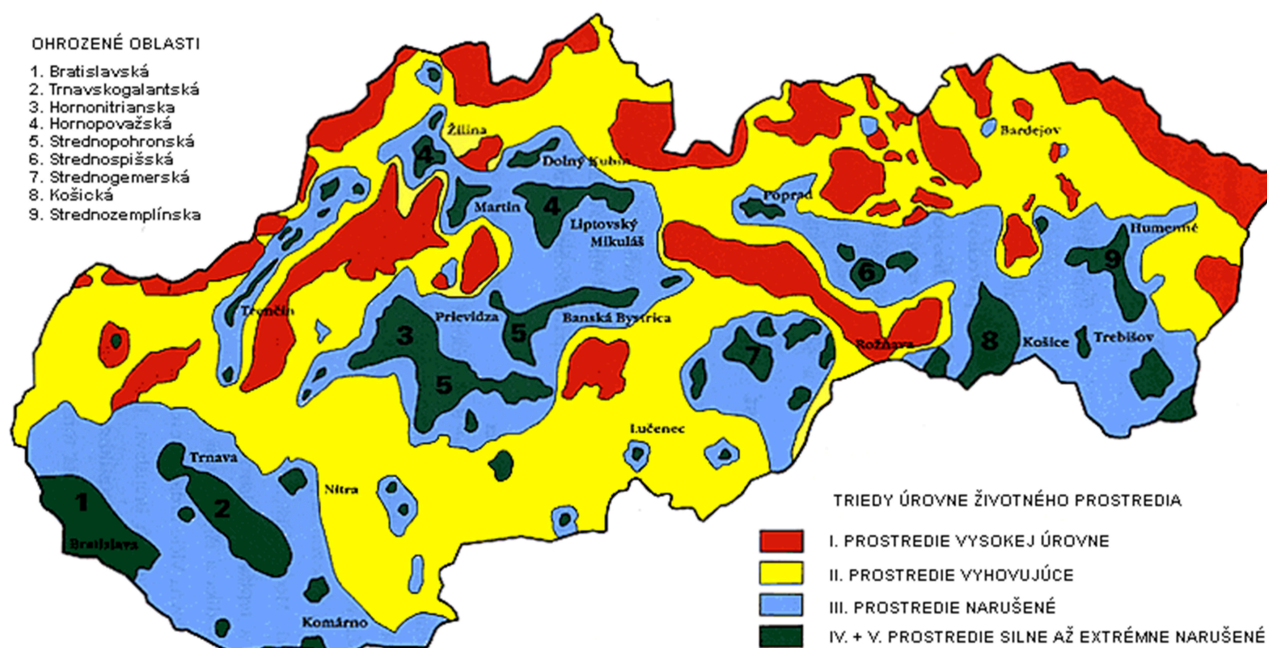 OHROZENÉ OBLASTI
1. Bratislavská
2. Trnavskogalantská
3. Hornonitrianska
4. Hornopovažská
5. Strednopohronská
6. Strednospišská
7. Strednogemerská
8. Košická
9. Strednozemplínska
Žilina
4
Dolný Kubín
Bardejov
Poprad
Martin
4
Liptovský
Mikuláš
Humenné
9
6
Trenčín
3
Prievidza
5
Banská Bystrica
7
Rožňava
8
Košice
Trebišov
5
Lučenec
Trnava
Nitra
1
2
Bratislava
Komárno
TRIEDY ÚROVNE ŽIVOTNÉHO PROSTREDIA
I. PROSTREDIE VYSOKEJ ÚROVNE
II. PROSTREDIE VYHOVUJÚCE
III. PROSTREDIE NARUŠENÉ
IV. + V. PROSTREDIE SILNE AŽ EXTRÉMNE NARUŠENÉ